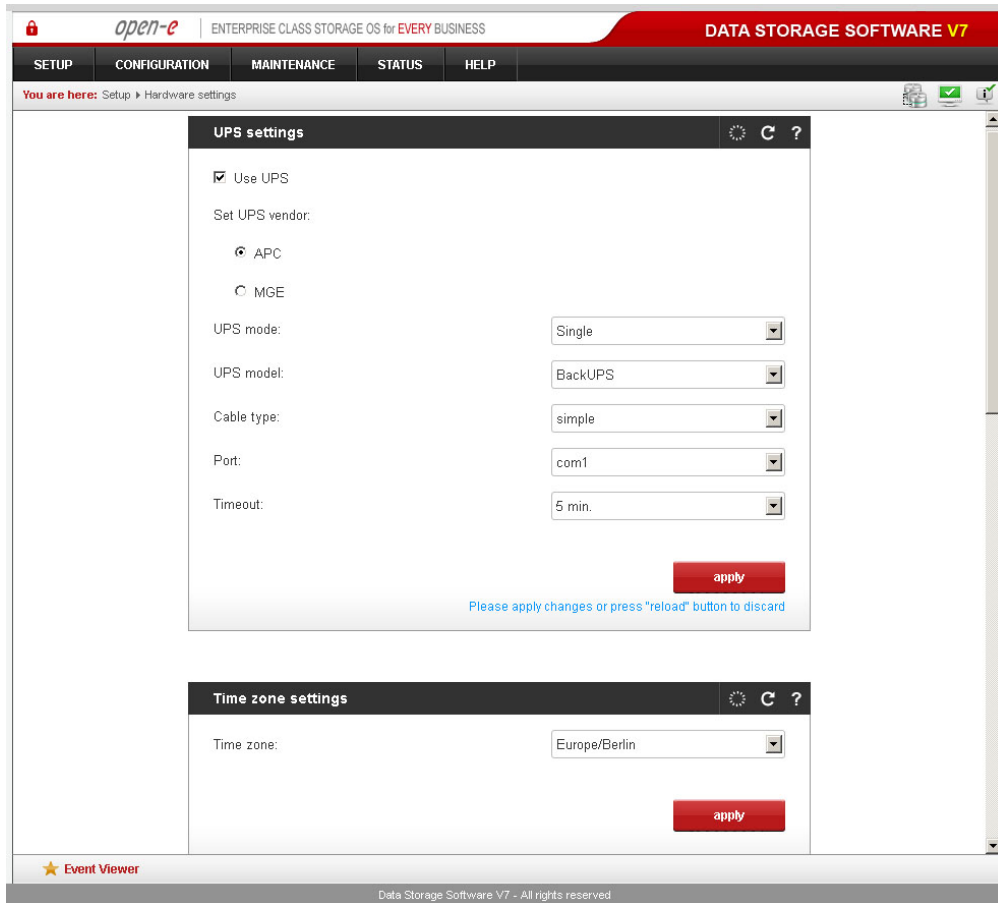 open-e ENTERPRISE CLASS STORAGE OS for EVERY BUSINESS DATA STORAGE SOFTWARE V7
SETUP CONFIGURATION MAINTENANCE STATUS HELP
You are here: Setup Hardware settings
UPS settings ?
Use UPS
Set UPS vendor:
APC
MGE
UPS mode: Single
UPS model: BackUPS
Cable type: simple
Port: com1
Timeout: 5 min.
apply
Please apply changes or press "reload" button to discard
Time zone settings ?
Time zone: Europe/Berlin
apply
Event Viewer
Data Storage Software V7 - All rights reserved